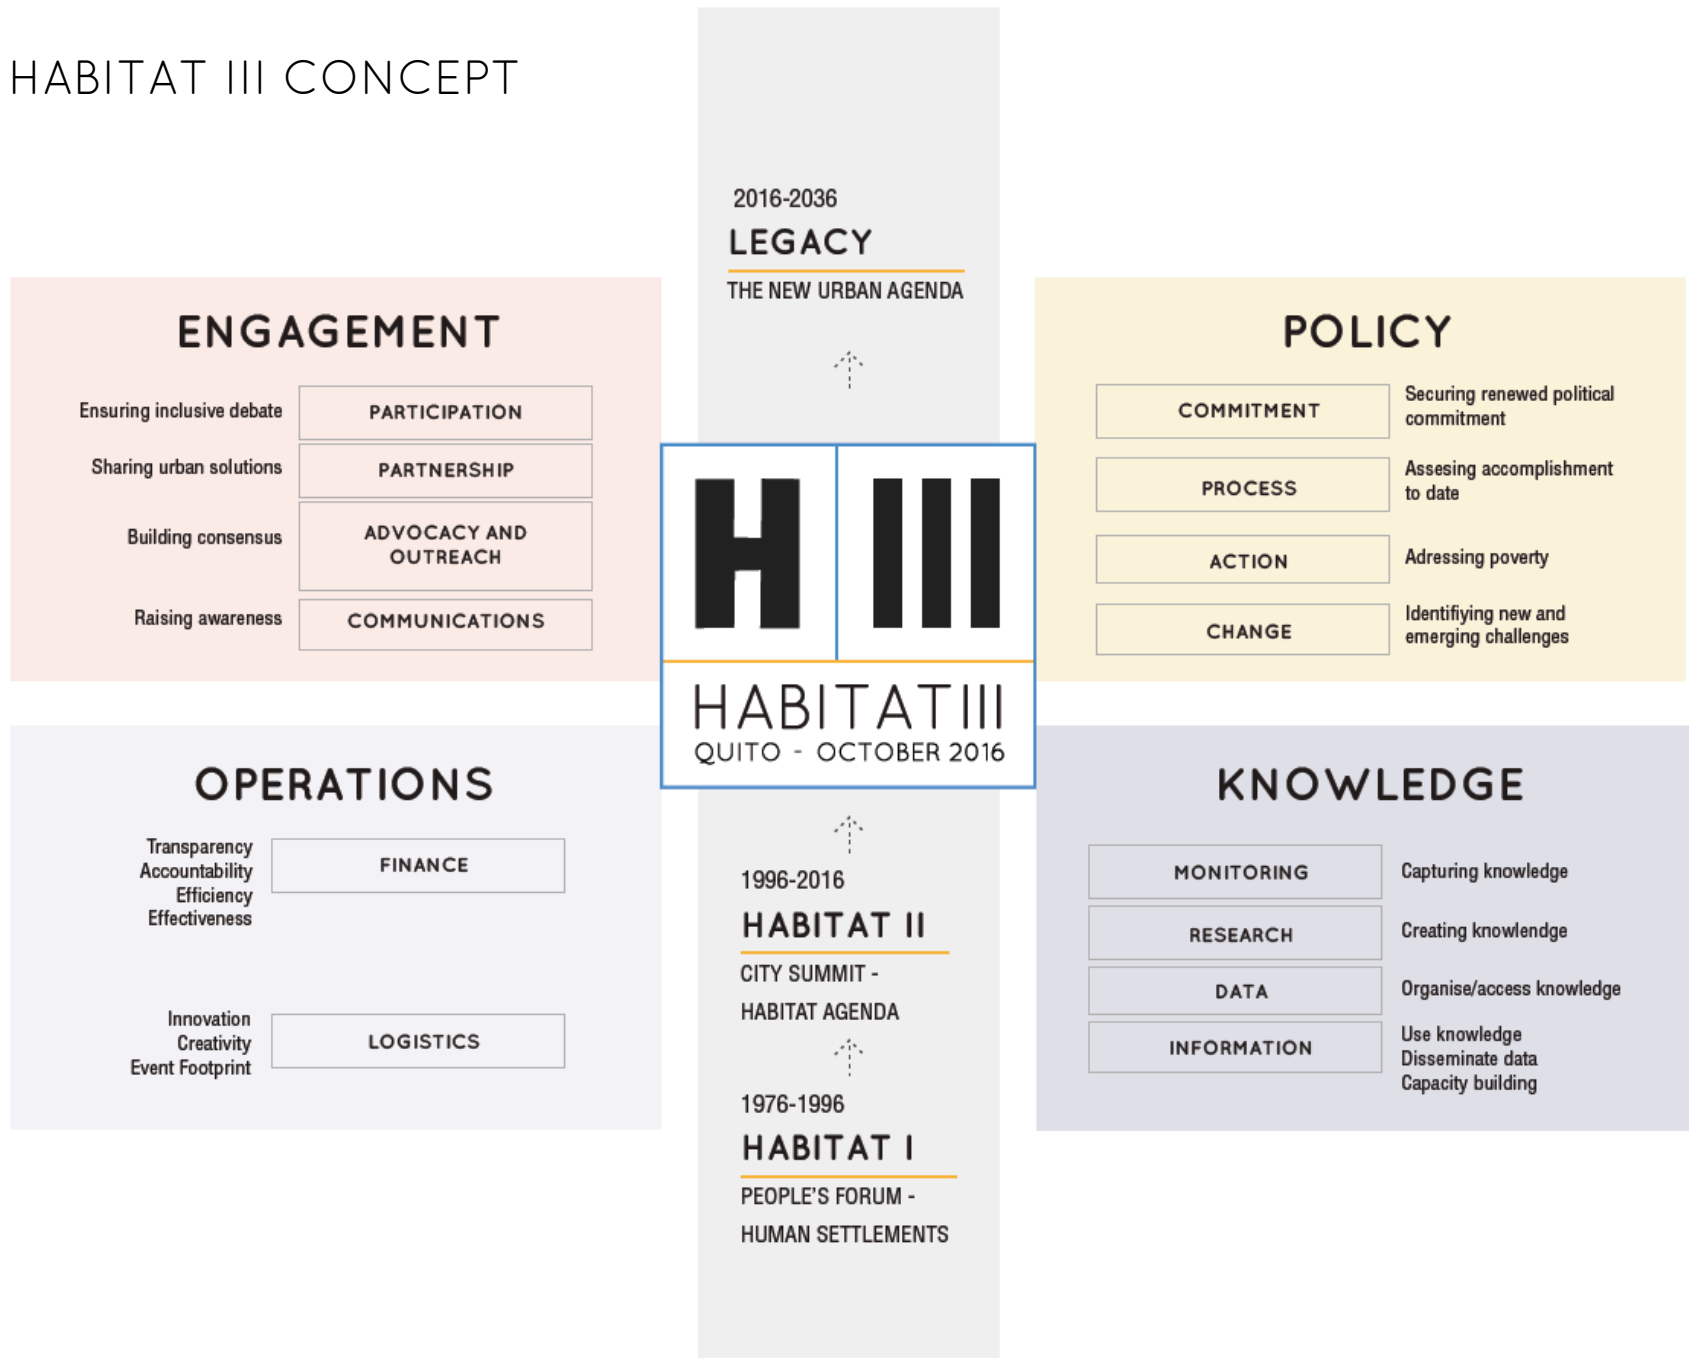 HABITAT III CONCEPT
2016-2036
LEGACY
THE NEW URBAN AGENDA
ENGAGEMENT
Ensuring inclusive debate
PARTICIPATION
Sharing urban solutions
PARTNERSHIP
Building consensus
ADVOCACY AND
OUTREACH
Raising awareness
COMMUNICATIONS
POLICY
COMMITMENT
Securing renewed political
commitment
PROCESS
Assesing accomplishment
to date
ACTION
Adressing poverty
CHANGE
Identifiying new and
emerging challenges
H III
HABITAT III
QUITO - OCTOBER 2016
OPERATIONS
Transparency
Accountability
Efficiency
Effectiveness
FINANCE
Innovation
Creativity
Event Footprint
LOGISTICS
KNOWLEDGE
MONITORING
Capturing knowledge
RESEARCH
Creating knowlendge
DATA
Organise/access knowledge
INFORMATION
Use knowledge
Disseminate data
Capacity building
1996-2016
HABITAT II
CITY SUMMIT -
HABITAT AGENDA
1976-1996
HABITAT I
PEOPLE'S FORUM -
HUMAN SETTLEMENTS